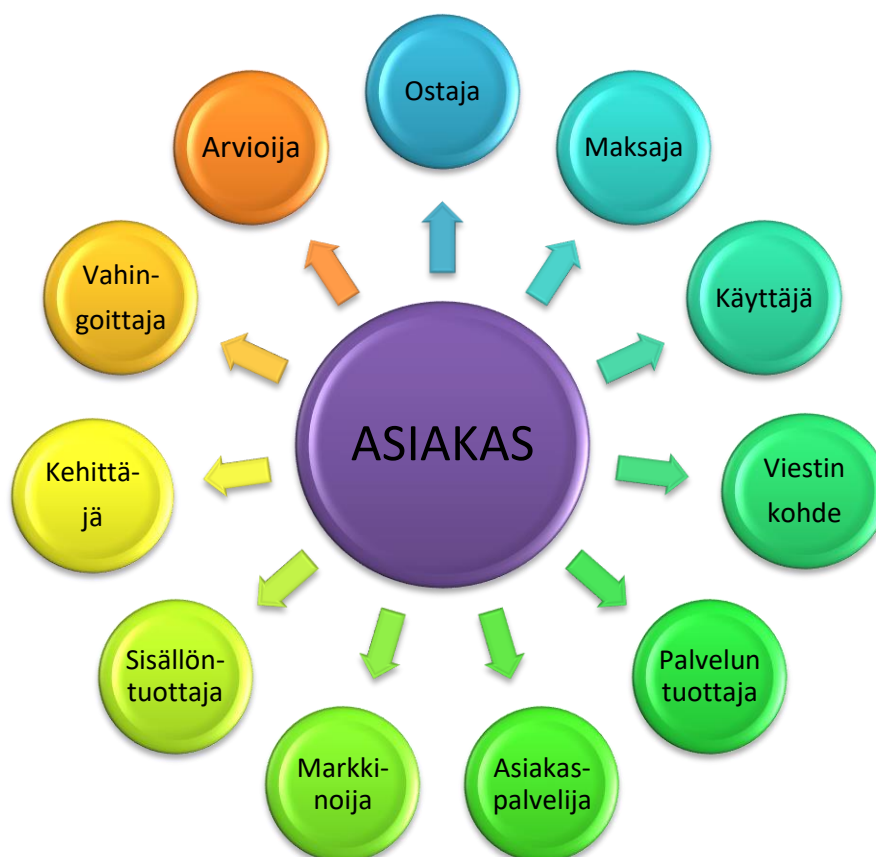 Ostaja
Maksaja
Käyttäjä
Viestin
kohde
Palvelun
tuottaja
Asiakas-
palvelija
Markki-
noija
Sisällön-
tuottaja
Kehittä-
jä
Vahin-
goittaja
Arvioija
ASIAKAS